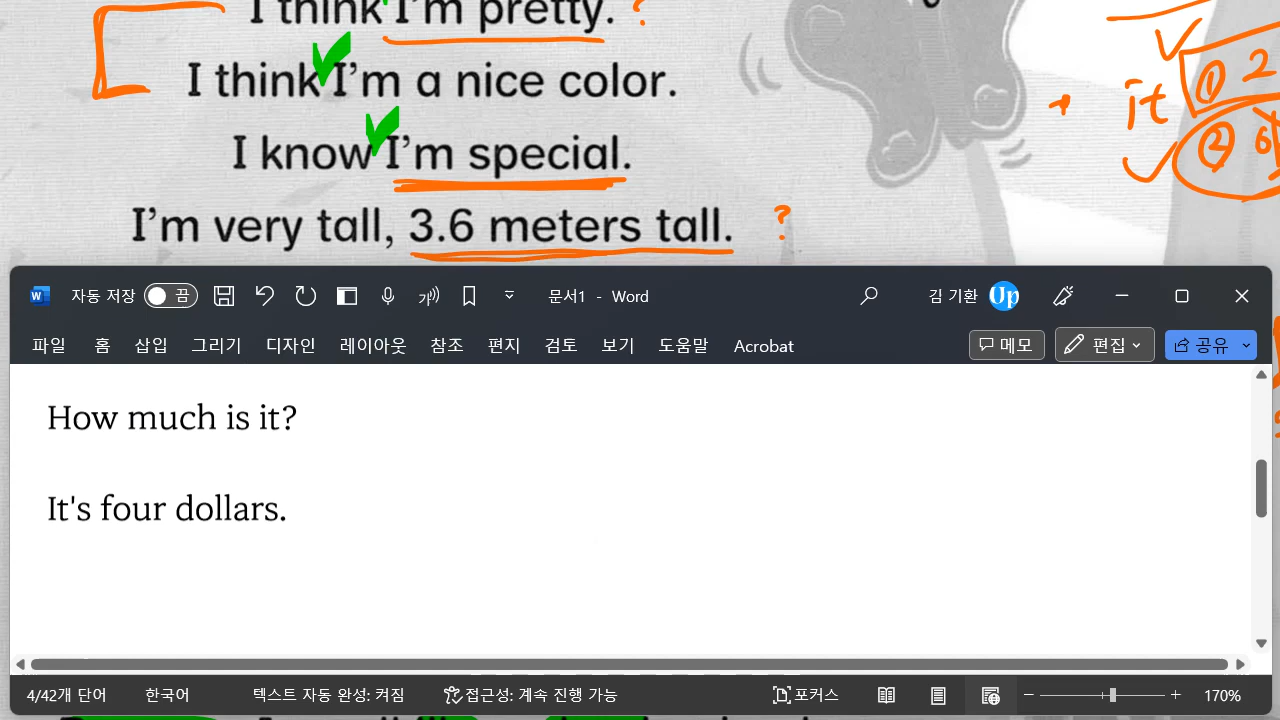 I think I'm pretty. ?
I think I'm a nice color.
I know I'm special.
I'm very tall, 3.6 meters tall. ?
it
① 2
② 6
자동 저장 끔 문서1 - Word 김 기환 Up
파일 홈 삽입 그리기 디자인 레이아웃 참조 편지 검토 보기 도움말 Acrobat 메모 편집 공유
How much is it?
It's four dollars.
4/42개 단어 한국어 텍스트 자동 완성: 켜짐 접근성: 계속 진행 가능 포커스 170%